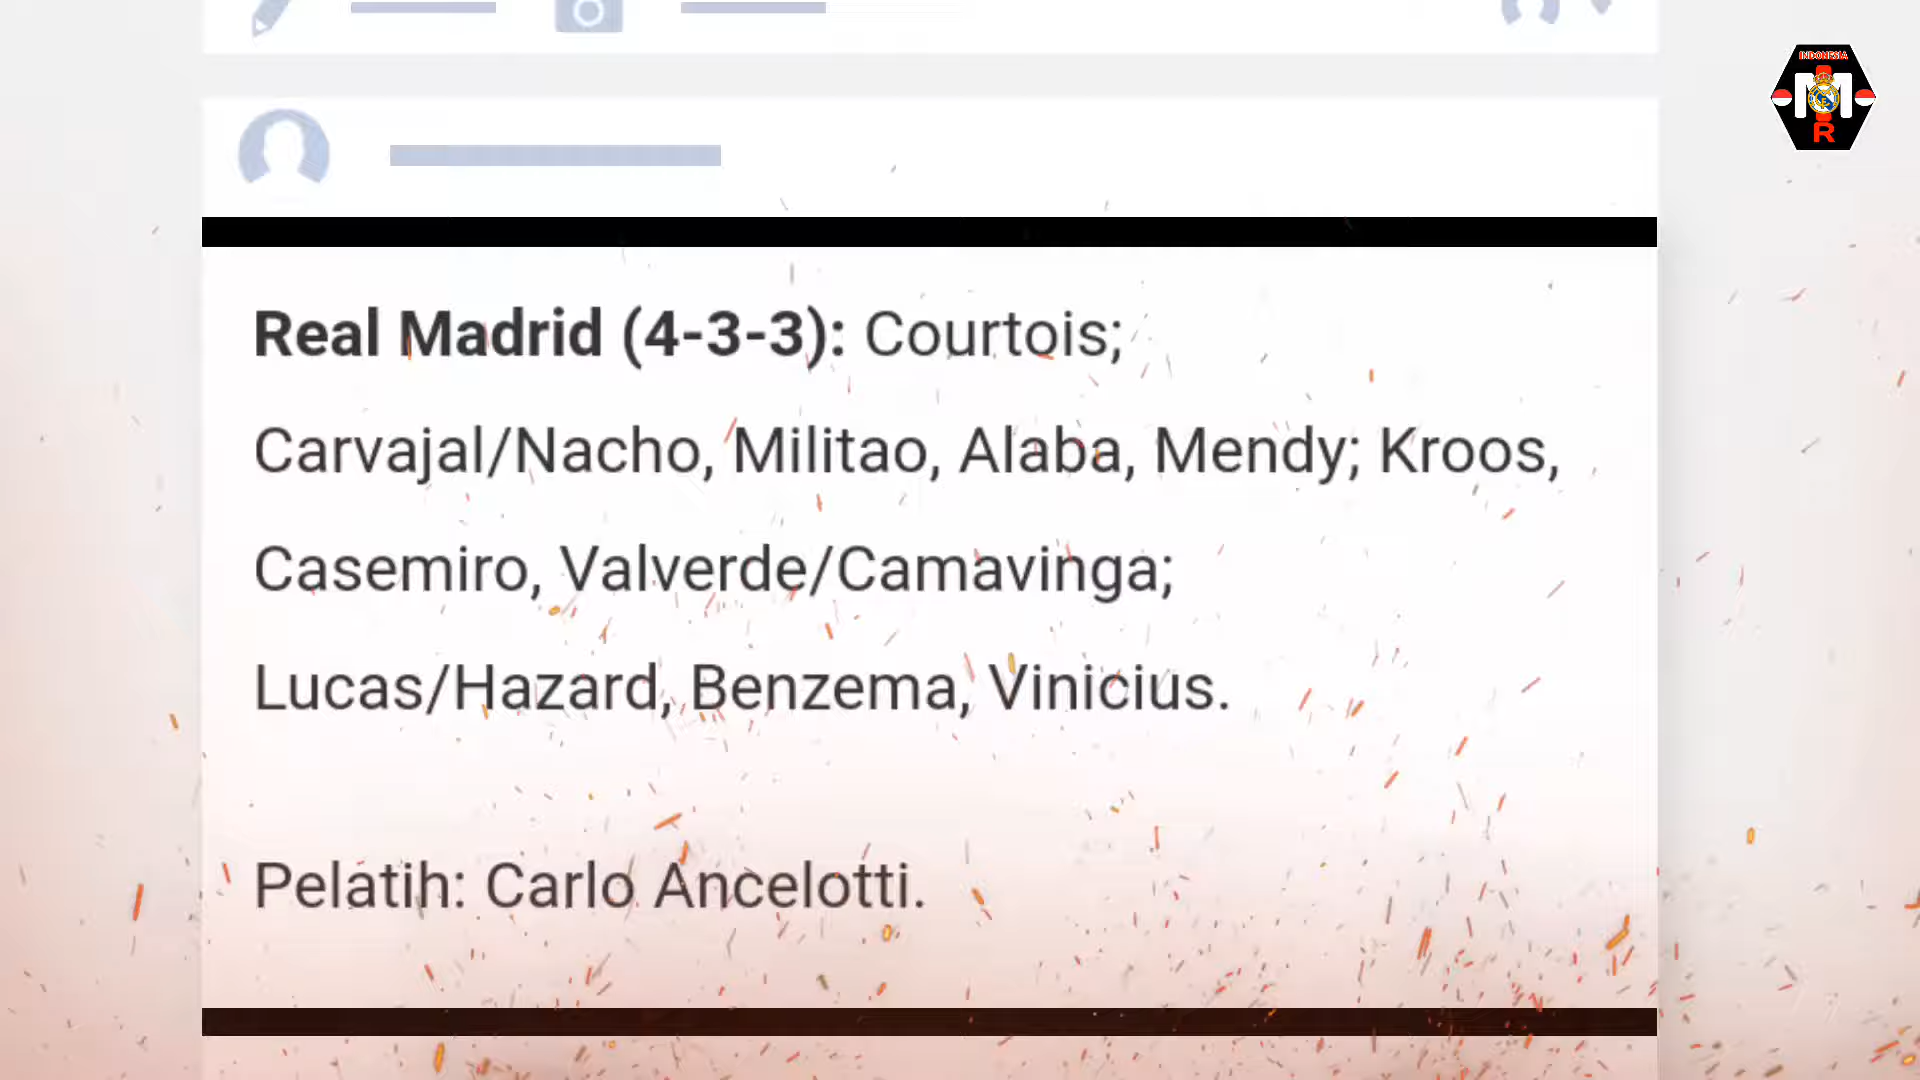 INDONESIA
M
R
Real Madrid (4-3-3): Courtois;
Carvajal/Nacho, Militao, Alaba, Mendy; Kroos,
Casemiro, Valverde/Camavinga;
Lucas/Hazard, Benzema, Vinicius.
Pelatih: Carlo Ancelotti.